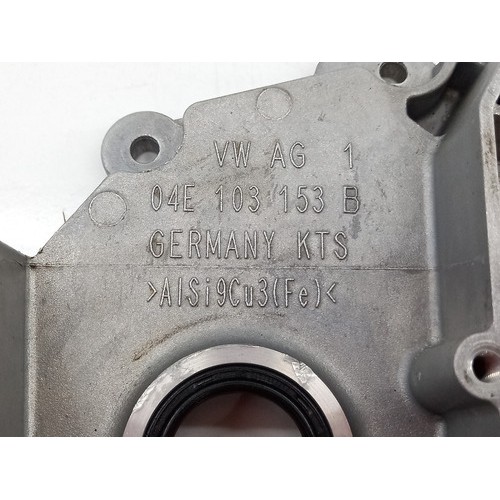 VW AG 1
04E 103 153 B
GERMANY KTS
>AlSi9Cu3(Fe)<